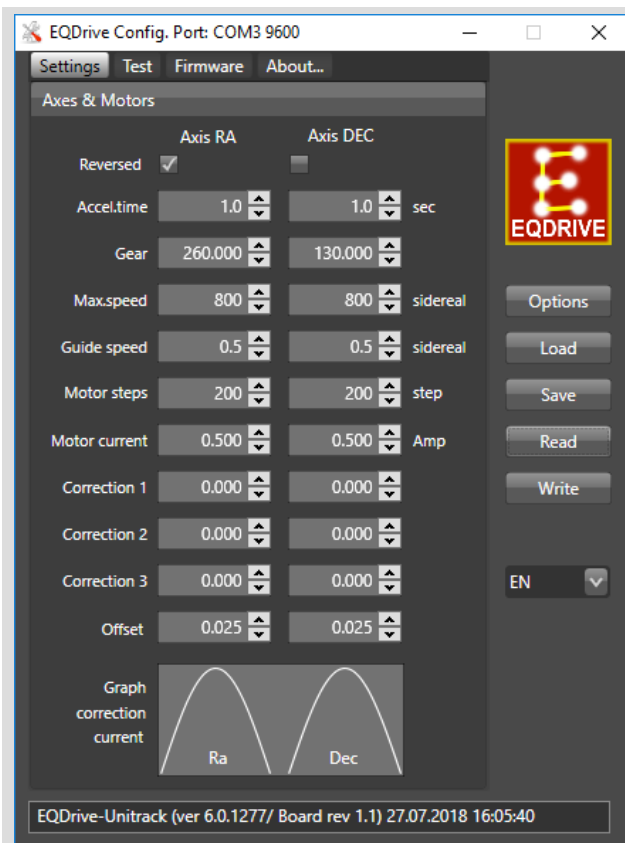 EQDrive Config. Port: COM3 9600
Settings Test Firmware About...
Axes & Motors
Axis RA Axis DEC
Reversed
Accel.time 1.0 1.0 sec
Gear 260.000 130.000
Max.speed 800 800 sidereal
Guide speed 0.5 0.5 sidereal
Motor steps 200 200 step
Motor current 0.500 0.500 Amp
Correction 1 0.000 0.000
Correction 2 0.000 0.000
Correction 3 0.000 0.000
Offset 0.025 0.025
Graph
correction
current
Ra Dec
EQDRIVE
Options
Load
Save
Read
Write
EN
EQDrive-Unitrack (ver 6.0.1277/ Board rev 1.1) 27.07.2018 16:05:40